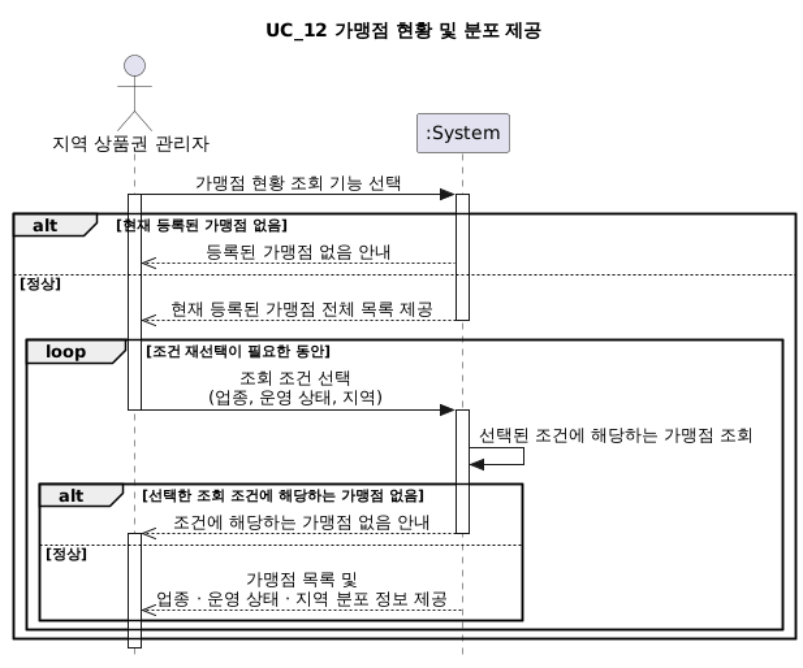 UC_12 가맹점 현황 및 분포 제공
지역 상품권 관리자
:System
가맹점 현황 조회 기능 선택
alt [현재 등록된 가맹점 없음]
등록된 가맹점 없음 안내
[정상]
현재 등록된 가맹점 전체 목록 제공
loop [조건 재선택이 필요한 동안]
조회 조건 선택
(업종, 운영 상태, 지역)
선택된 조건에 해당하는 가맹점 조회
alt [선택한 조회 조건에 해당하는 가맹점 없음]
조건에 해당하는 가맹점 없음 안내
[정상]
가맹점 목록 및
업종 · 운영 상태 · 지역 분포 정보 제공